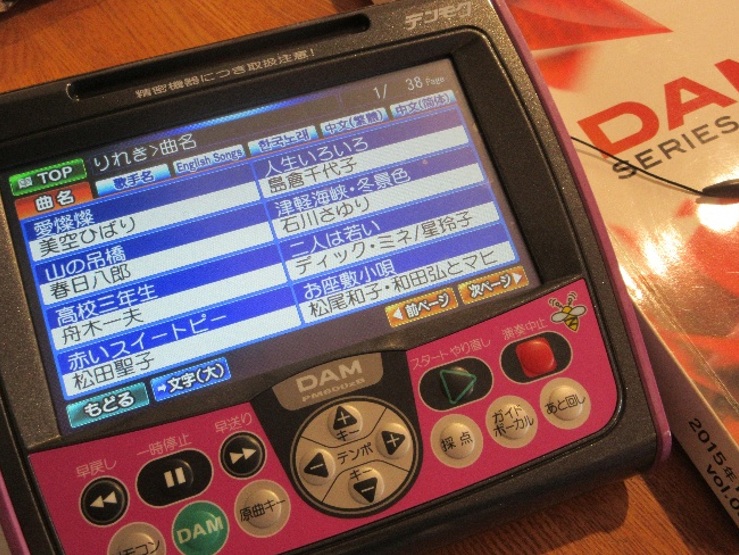 デンモク
精密機器につき取扱注意!
1/ 38 Page
TOP りれき>曲名
曲名 歌手名 English Songs 한국노래 中文(繁體) 中文(简体)
愛燦燦
美空ひばり
山の吊橋
春日八郎
高校三年生
舟木一夫
赤いスイートピー
松田聖子
人生いろいろ
島倉千代子
津軽海峡・冬景色
石川さゆり
二人は若い
ディック・ミネ/星玲子
お座敷小唄
松尾和子・和田弘とマヒ
前ページ 次ページ
もどる 文字(大)
DAM
スタート やり直し 演奏中止
早戻し 一時停止 早送り
+ キー
- テンポ +
キー -
採点 ガイドボーカル あと回し
リモコン DAM 原曲キー
DAM
SERIES
2015年